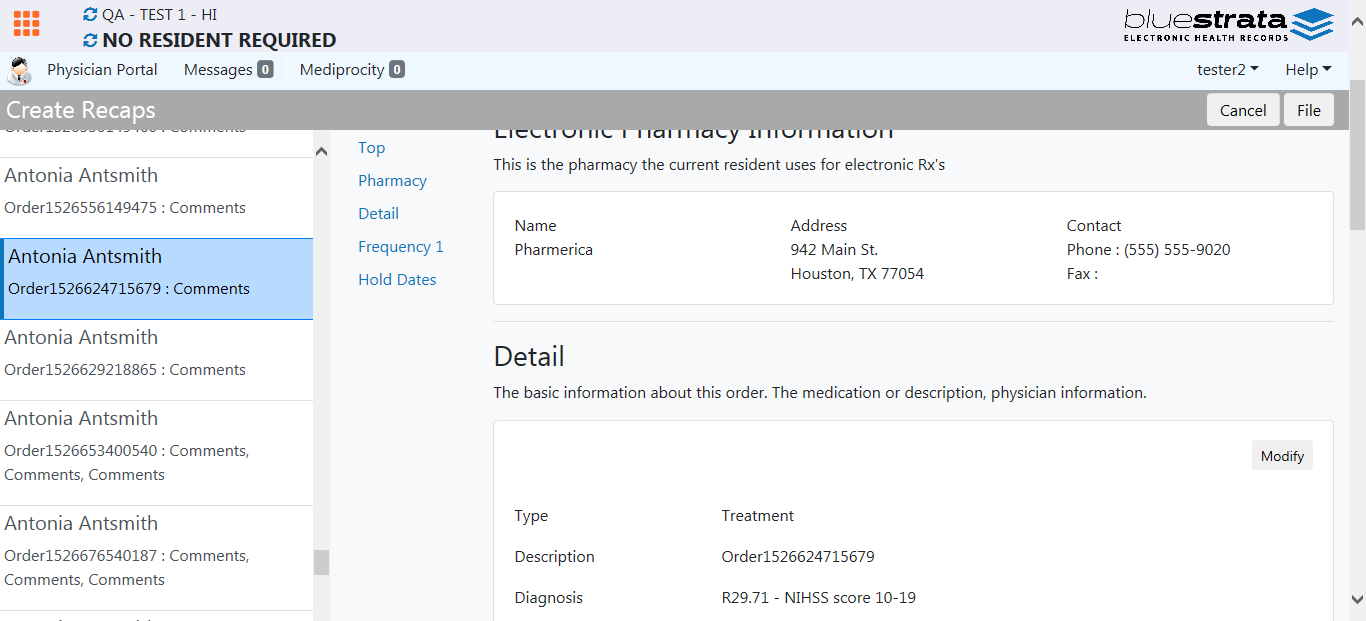 QA - TEST 1 - HI
NO RESIDENT REQUIRED
bluestrata
ELECTRONIC HEALTH RECORDS
Physician Portal
Messages 0
Mediprocity 0
tester2
Help
Create Recaps
Cancel
File
Antonia Antsmith
Order1526556149475 : Comments
Antonia Antsmith
Order1526624715679 : Comments
Antonia Antsmith
Order1526629218865 : Comments
Antonia Antsmith
Order1526653400540 : Comments,
Comments, Comments
Antonia Antsmith
Order1526676540187 : Comments,
Comments, Comments
Top
Pharmacy
Detail
Frequency 1
Hold Dates
Electronic Pharmacy Information
This is the pharmacy the current resident uses for electronic Rx's
Name
Pharmerica
Address
942 Main St.
Houston, TX 77054
Contact
Phone : (555) 555-9020
Fax :
Detail
The basic information about this order. The medication or description, physician information.
Modify
Type
Treatment
Description
Order1526624715679
Diagnosis
R29.71 - NIHSS score 10-19